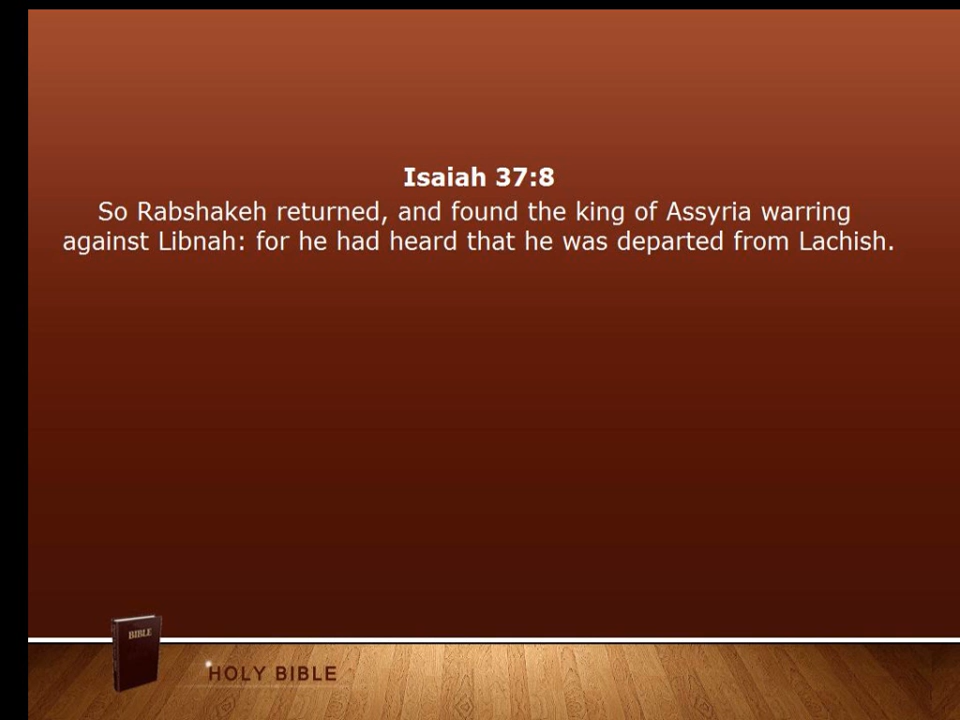 Isaiah 37:8
So Rabshakeh returned, and found the king of Assyria warring
against Libnah: for he had heard that he was departed from Lachish.
BIBLE
HOLY BIBLE